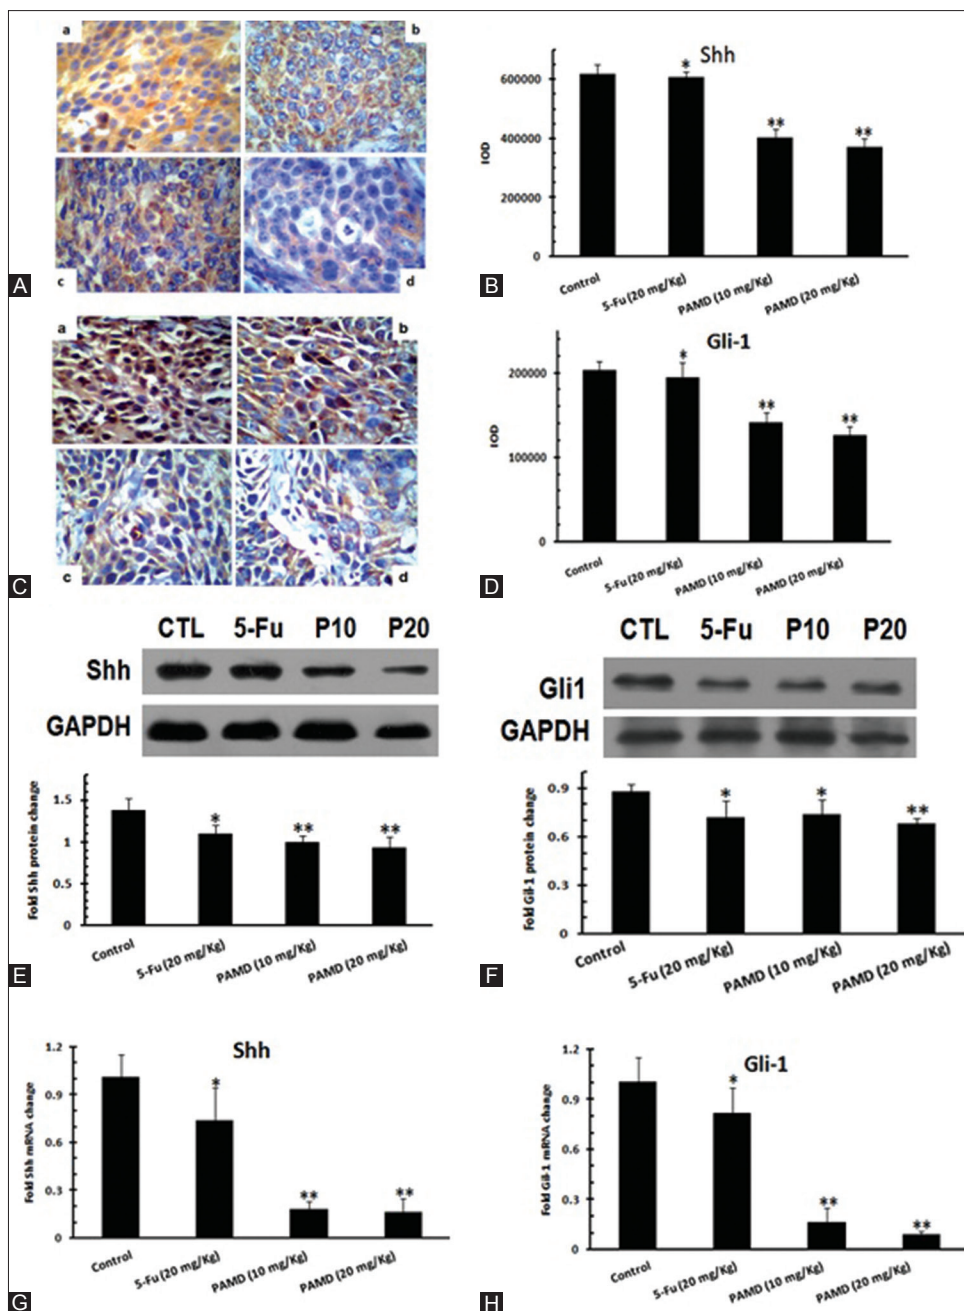 a
b
c
d
A
Shh
IOD
600000
400000
200000
0
*
**
**
Control
5-Fu (20 mg/Kg)
PAMD (10 mg/Kg)
PAMD (20 mg/Kg)
B
a
b
c
d
C
Gli-1
IOD
200000
100000
0
*
**
**
Control
5-Fu (20 mg/Kg)
PAMD (10 mg/Kg)
PAMD (20 mg/Kg)
D
CTL 5-Fu P10 P20
Shh
GAPDH
Fold Shh protein change
1.5
1
0.5
0
*
**
**
Control
5-Fu (20 mg/Kg)
PAMD (10 mg/Kg)
PAMD (20 mg/Kg)
E
CTL 5-Fu P10 P20
Gli1
GAPDH
Fold Gil-1 protein change
0.9
0.6
0.3
0
*
*
**
Control
5-Fu (20 mg/Kg)
PAMD (10 mg/Kg)
PAMD (20 mg/Kg)
F
Shh
Fold Shh mRNA change
1.2
0.9
0.6
0.3
0
*
**
**
Control
5-Fu (20 mg/Kg)
PAMD (10 mg/Kg)
PAMD (20 mg/Kg)
G
Gli-1
Fold Gil-1 mRNA change
1.2
0.9
0.6
0.3
0
*
**
**
Control
5-Fu (20 mg/Kg)
PAMD (10 mg/Kg)
PAMD (20 mg/Kg)
H